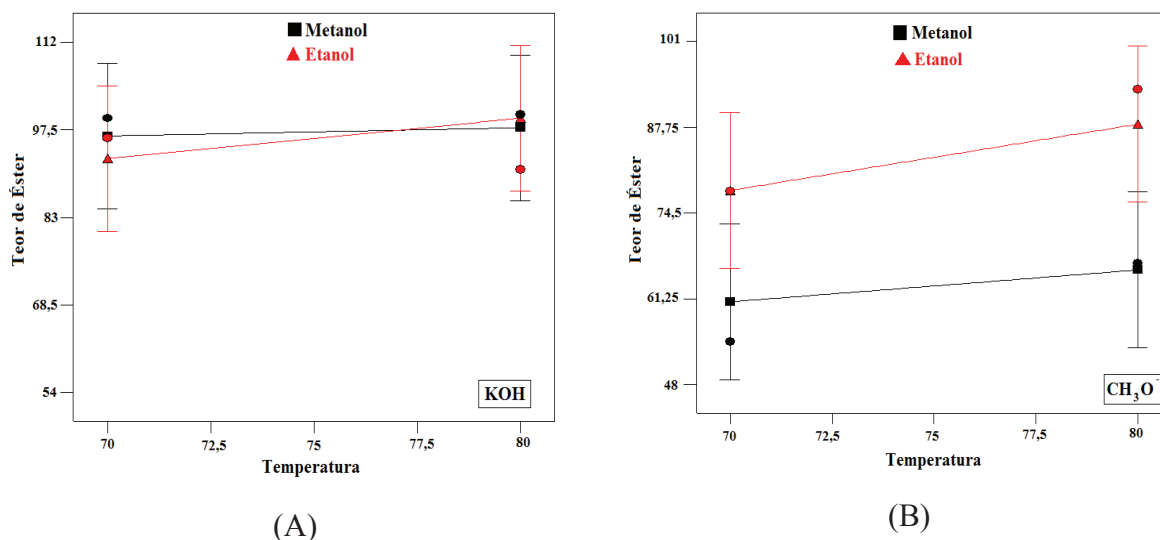 Metanol
Etanol
112
97,5
83
68,5
54
Teor de Éster
KOH
70
72,5
75
77,5
80
Temperatura
(A)
Metanol
Etanol
101
87,75
74,5
61,25
48
Teor de Éster
CH₃O⁻
70
72,5
75
77,5
80
Temperatura
(B)